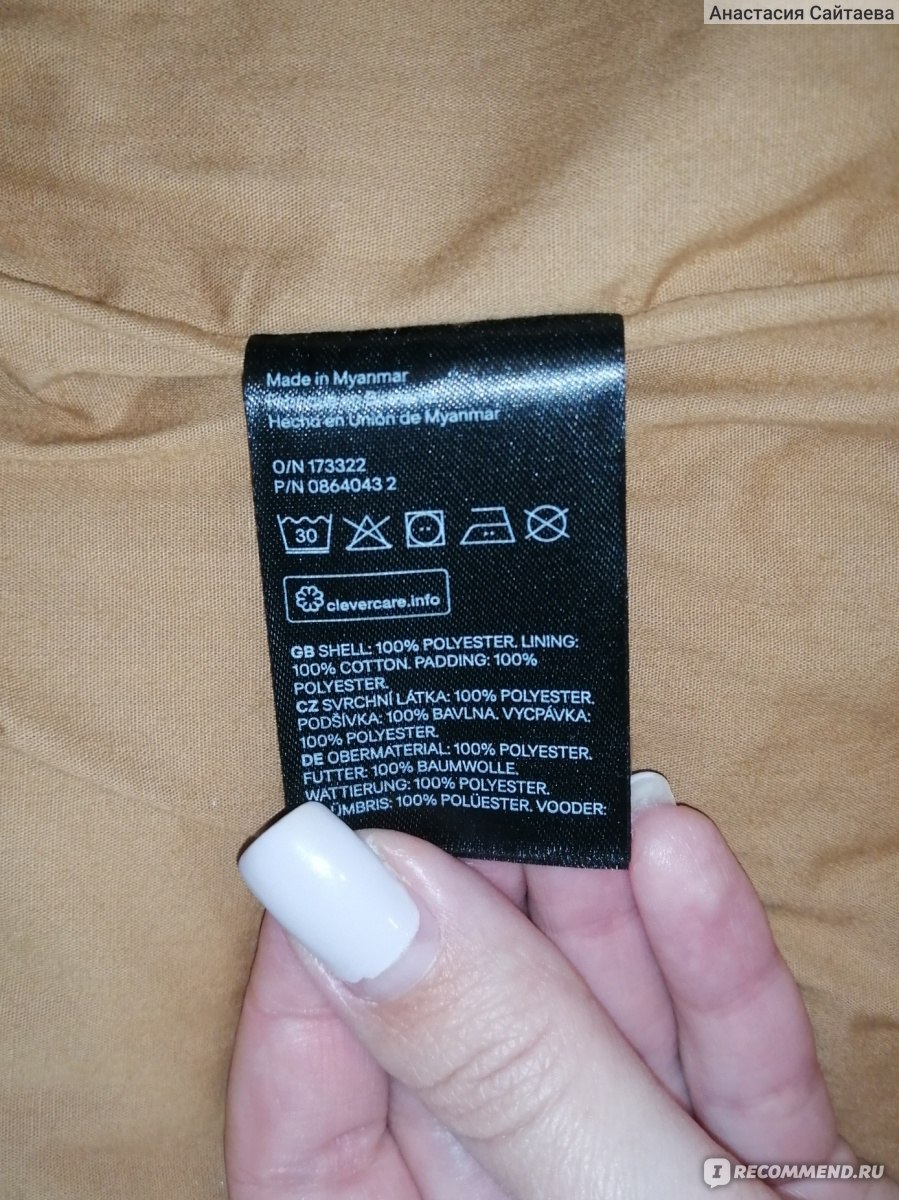 Анастасия Сайтаева
Made in Myanmar
Hecho en Unión de Myanmar
O/N 173322
P/N 0864043 2
30
clevercare.info
GB SHELL: 100% POLYESTER. LINING:
100% COTTON. PADDING: 100%
POLYESTER.
CZ SVRCHNÍ LÁTKA: 100% POLYESTER.
PODŠÍVKA: 100% BAVLNA. VYCPÁVKA:
100% POLYESTER.
DE OBERMATERIAL: 100% POLYESTER.
FUTTER: 100% BAUMWOLLE.
WATTIERUNG: 100% POLYESTER.
100% POLÜESTER. VOODER:
IRECOMMEND.RU